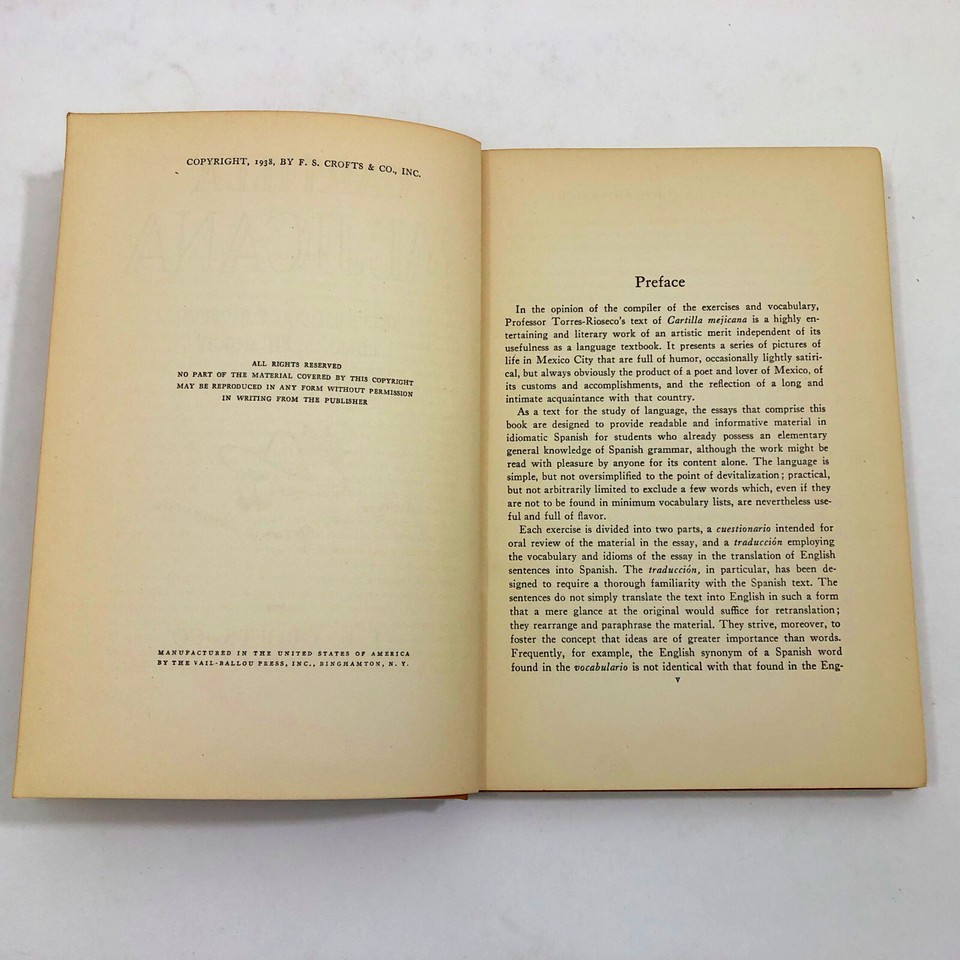 COPYRIGHT, 1938, BY F. S. CROFTS & CO., INC.
ALL RIGHTS RESERVED
NO PART OF THE MATERIAL COVERED BY THIS COPYRIGHT
MAY BE REPRODUCED IN ANY FORM WITHOUT PERMISSION
IN WRITING FROM THE PUBLISHER
MANUFACTURED IN THE UNITED STATES OF AMERICA
BY THE VAIL-BALLOU PRESS, INC., BINGHAMTON, N. Y.
Preface
In the opinion of the compiler of the exercises and vocabulary,
Professor Torres-Rioseco's text of Cartilla mejicana is a highly en-
tertaining and literary work of an artistic merit independent of its
usefulness as a language textbook. It presents a series of pictures of
life in Mexico City that are full of humor, occasionally lightly satiri-
cal, but always obviously the product of a poet and lover of Mexico, of
its customs and accomplishments, and the reflection of a long and
intimate acquaintance with that country.
As a text for the study of language, the essays that comprise this
book are designed to provide readable and informative material in
idiomatic Spanish for students who already possess an elementary
general knowledge of Spanish grammar, although the work might be
read with pleasure by anyone for its content alone. The language is
simple, but not oversimplified to the point of devitalization; practical,
but not arbitrarily limited to exclude a few words which, even if they
are not to be found in minimum vocabulary lists, are nevertheless use-
ful and full of flavor.
Each exercise is divided into two parts, a cuestionario intended for
oral review of the material in the essay, and a traducción employing
the vocabulary and idioms of the essay in the translation of English
sentences into Spanish. The traducción, in particular, has been de-
signed to require a thorough familiarity with the Spanish text. The
sentences do not simply translate the text into English in such a form
that a mere glance at the original would suffice for retranslation;
they rearrange and paraphrase the material. They strive, moreover, to
foster the concept that ideas are of greater importance than words.
Frequently, for example, the English synonym of a Spanish word
found in the vocabulario is not identical with that found in the Eng-
v